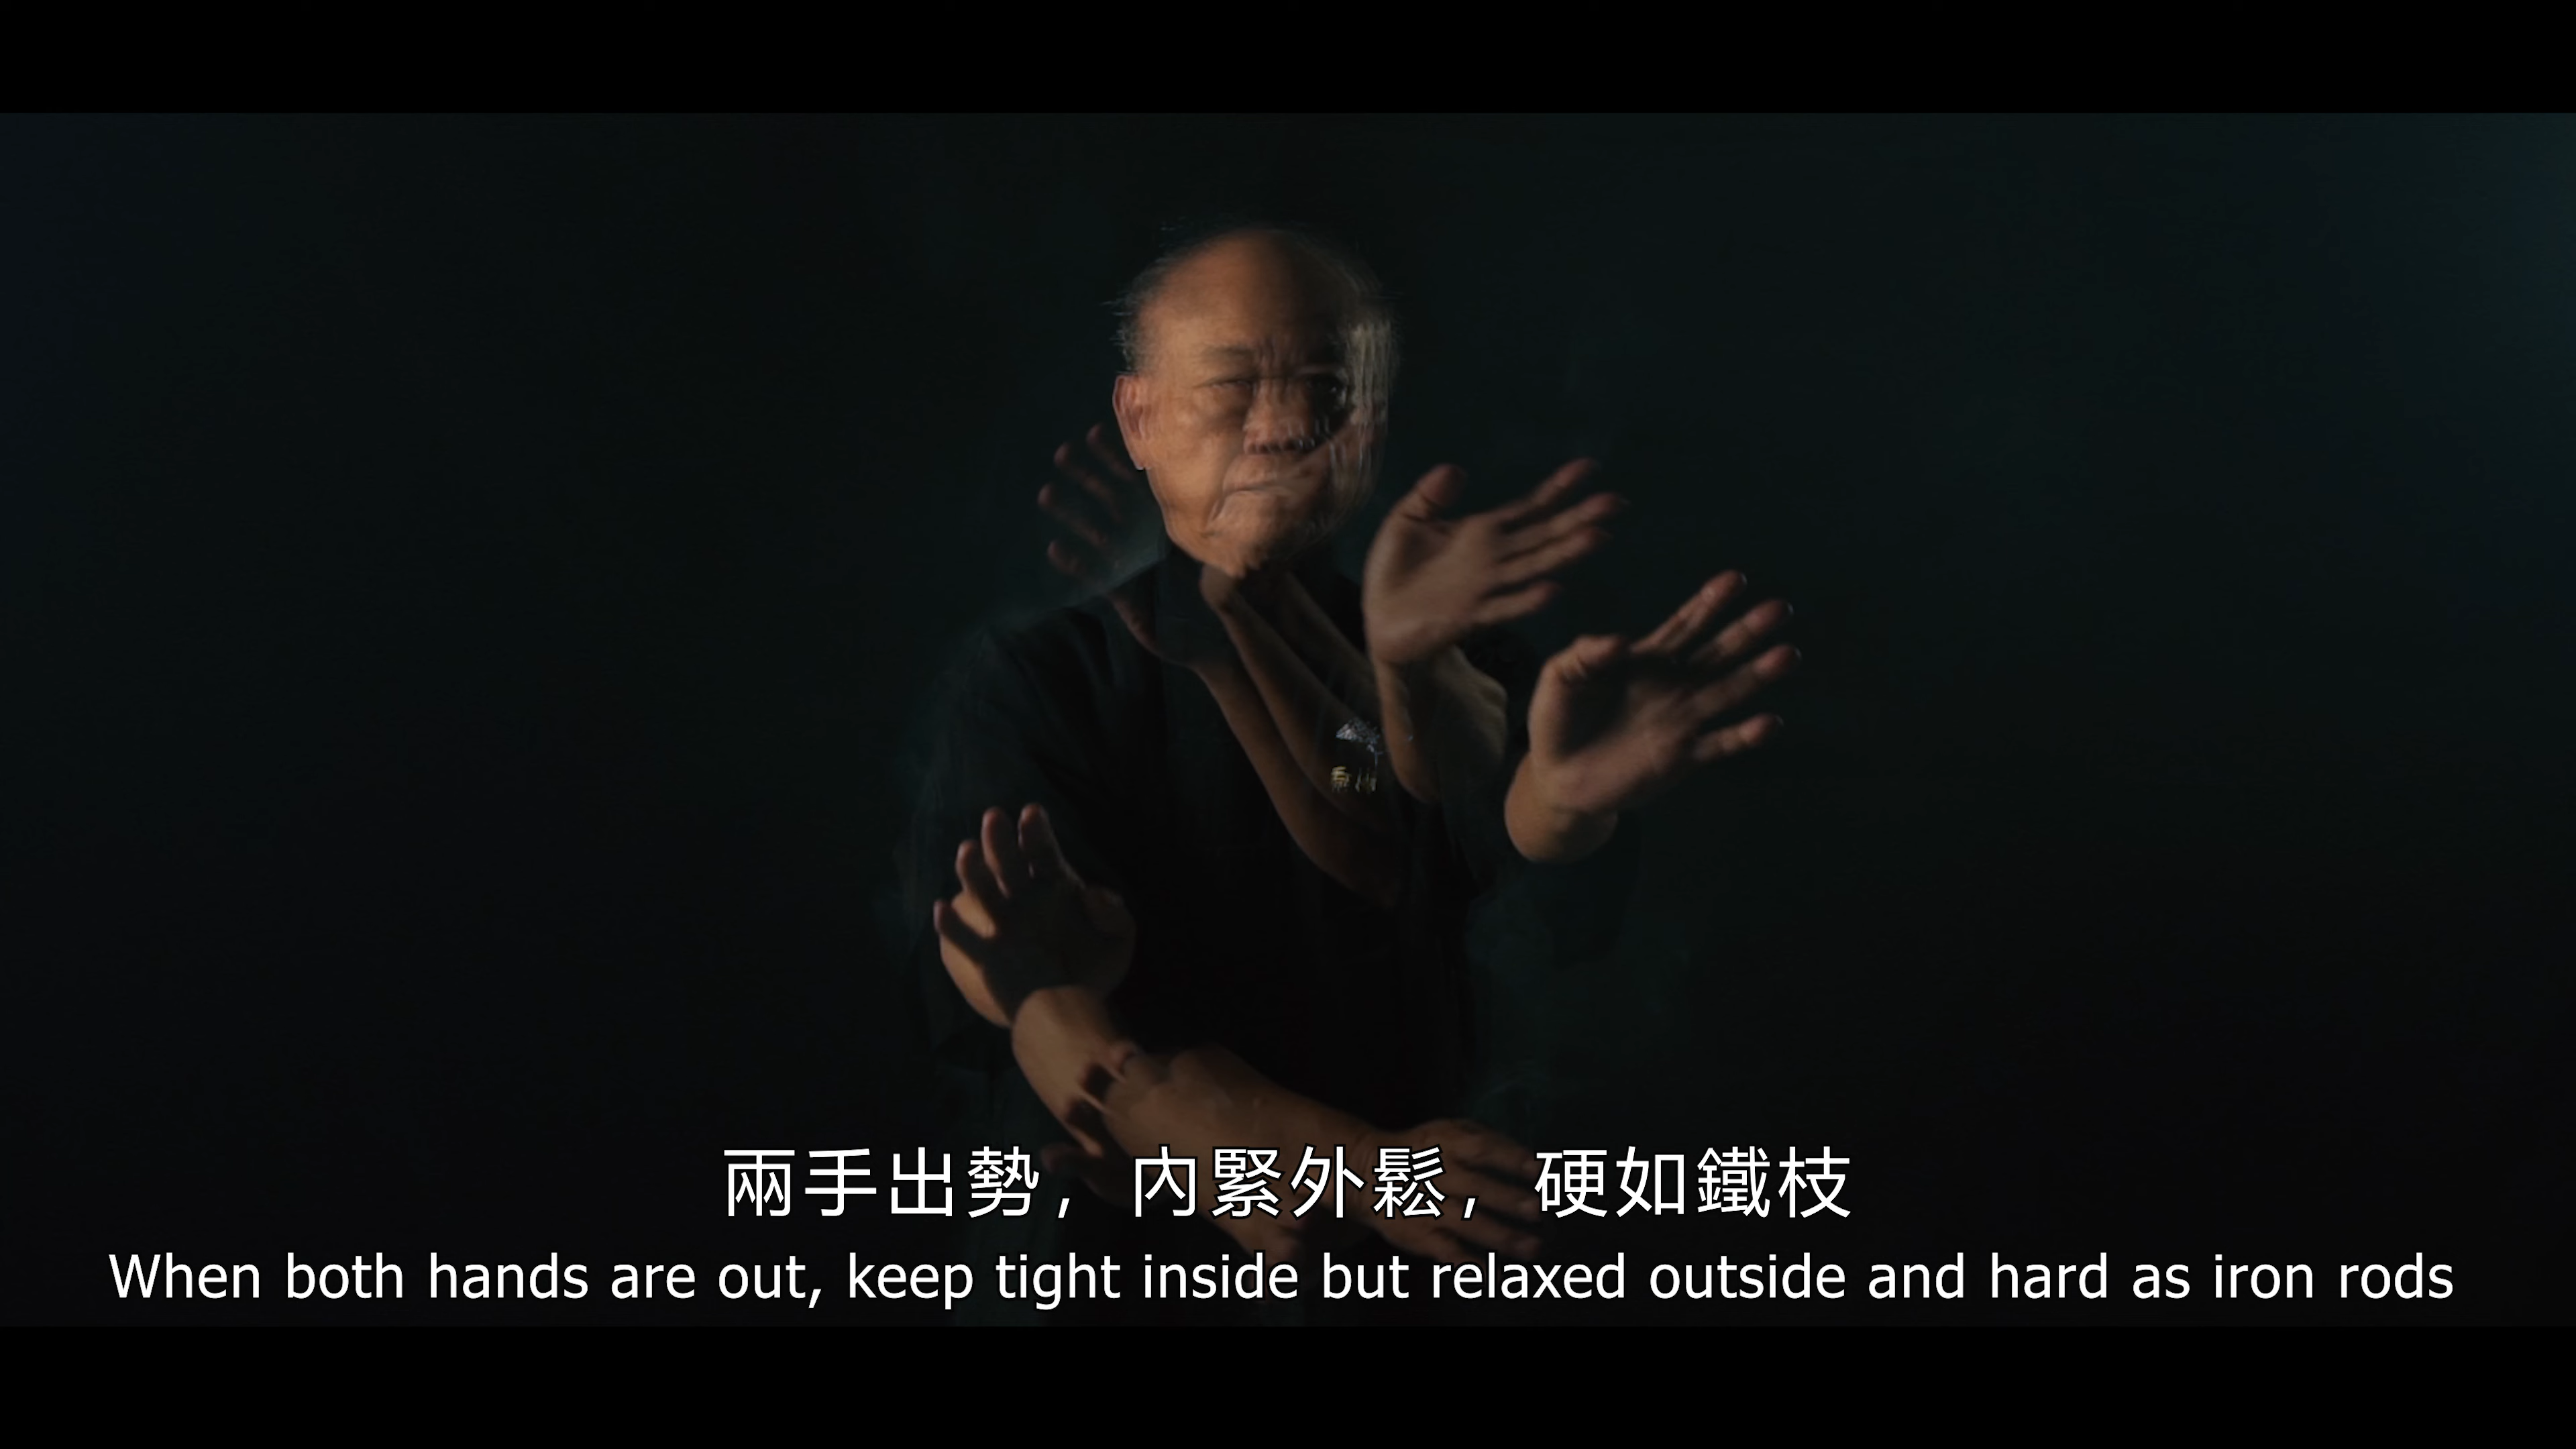 兩手出勢，內緊外鬆，硬如鐵枝
When both hands are out, keep tight inside but relaxed outside and hard as iron rods